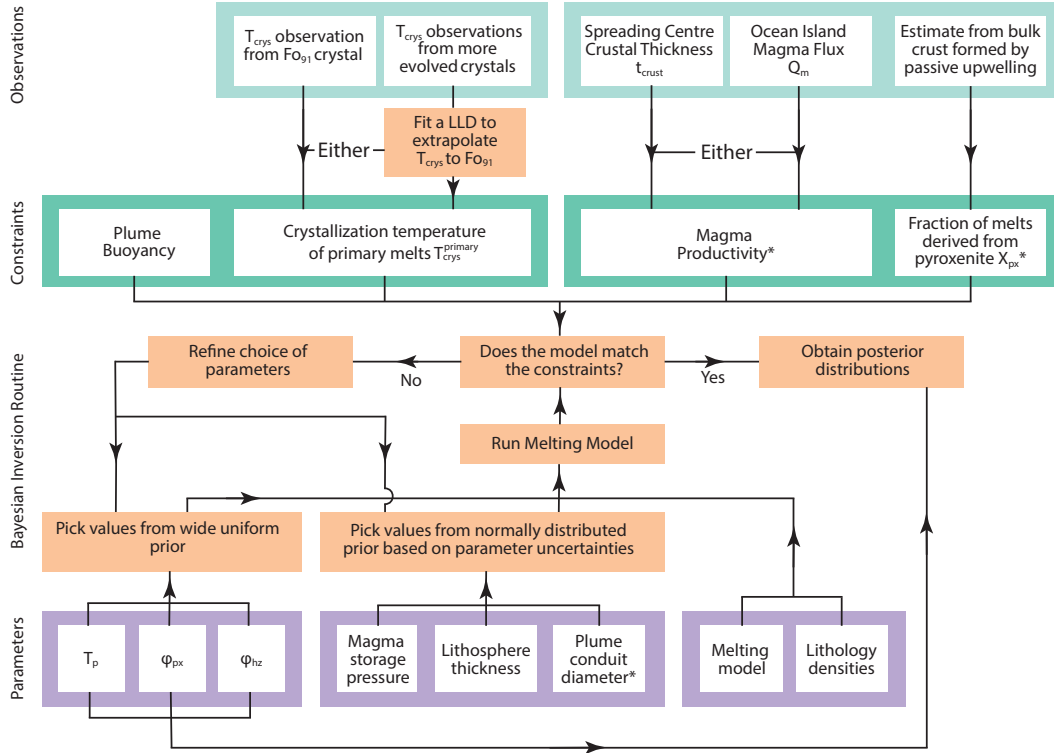 Observations
T_crys observation
from Fo₉₁ crystal
T_crys observations
from more
evolved crystals
Spreading Centre
Crustal Thickness
t_crust
Ocean Island
Magma Flux
Q_m
Estimate from bulk
crust formed by
passive upwelling
Fit a LLD to
extrapolate
T_crys to Fo₉₁
Either
Either
Constraints
Plume
Buoyancy
Crystallization temperature
of primary melts T_crys^primary
Magma
Productivity*
Fraction of melts
derived from
pyroxenite X_px*
Bayesian Inversion Routine
Refine choice of
parameters
No
Does the model match
the constraints?
Yes
Obtain posterior
distributions
Run Melting Model
Pick values from wide uniform
prior
Pick values from normally distributed
prior based on parameter uncertainties
Parameters
T_p
φ_px
φ_hz
Magma
storage
pressure
Lithosphere
thickness
Plume
conduit
diameter*
Melting
model
Lithology
densities